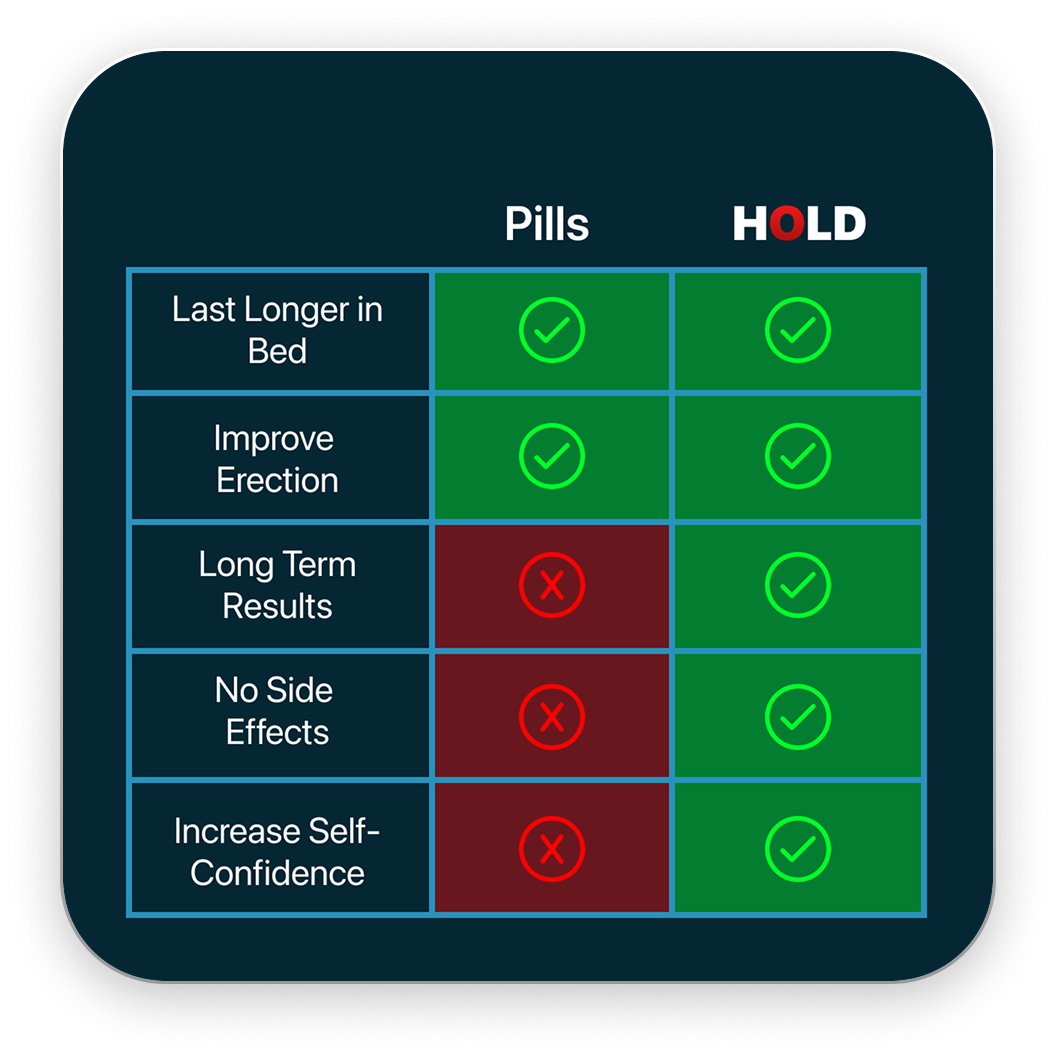 Pills HOLD
Last Longer in
Bed
Improve
Erection
Long Term
Results
No Side
Effects
Increase Self-
Confidence